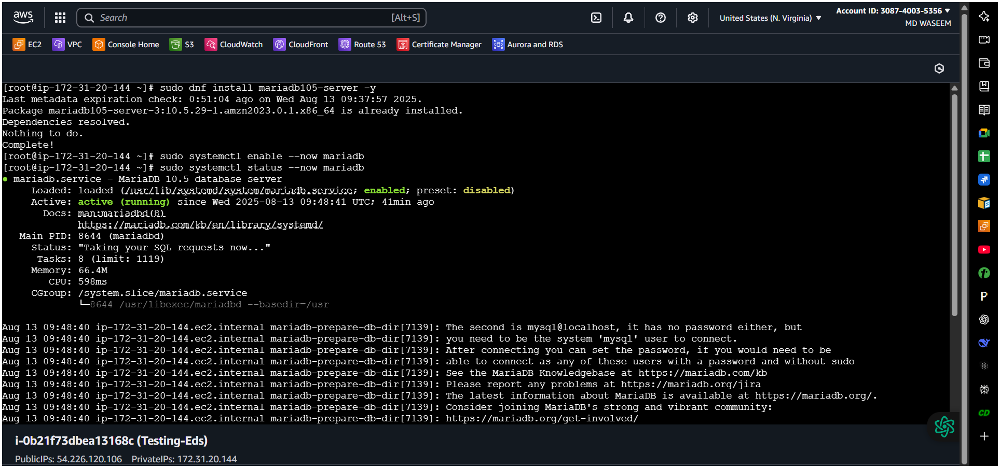 aws
Search [Alt+S]
United States (N. Virginia) ▼
Account ID: 3087-4003-5356 ▼
MD WASEEM
EC2 VPC Console Home S3 CloudWatch CloudFront Route 53 Certificate Manager Aurora and RDS
[root@ip-172-31-20-144 ~]# sudo dnf install mariadb105-server -y
Last metadata expiration check: 0:51:04 ago on Wed Aug 13 09:37:57 2025.
Package mariadb105-server-3:10.5.29-1.amzn2023.0.1.x86_64 is already installed.
Dependencies resolved.
Nothing to do.
Complete!
[root@ip-172-31-20-144 ~]# sudo systemctl enable --now mariadb
[root@ip-172-31-20-144 ~]# sudo systemctl status --now mariadb
● mariadb.service - MariaDB 10.5 database server
Loaded: loaded (/usr/lib/systemd/system/mariadb.service; enabled; preset: disabled)
Active: active (running) since Wed 2025-08-13 09:48:41 UTC; 41min ago
Docs: man:mariadbd(8)
https://mariadb.com/kb/en/library/systemd/
Main PID: 8644 (mariadbd)
Status: "Taking your SQL requests now..."
Tasks: 8 (limit: 1119)
Memory: 66.4M
CPU: 598ms
CGroup: /system.slice/mariadb.service
└─8644 /usr/libexec/mariadbd --basedir=/usr
Aug 13 09:48:40 ip-172-31-20-144.ec2.internal mariadb-prepare-db-dir[7139]: The second is mysql@localhost, it has no password either, but
Aug 13 09:48:40 ip-172-31-20-144.ec2.internal mariadb-prepare-db-dir[7139]: you need to be the system 'mysql' user to connect.
Aug 13 09:48:40 ip-172-31-20-144.ec2.internal mariadb-prepare-db-dir[7139]: After connecting you can set the password, if you would need to be
Aug 13 09:48:40 ip-172-31-20-144.ec2.internal mariadb-prepare-db-dir[7139]: able to connect as any of these users with a password and without sudo
Aug 13 09:48:40 ip-172-31-20-144.ec2.internal mariadb-prepare-db-dir[7139]: See the MariaDB Knowledgebase at https://mariadb.com/kb
Aug 13 09:48:40 ip-172-31-20-144.ec2.internal mariadb-prepare-db-dir[7139]: Please report any problems at https://mariadb.org/jira
Aug 13 09:48:40 ip-172-31-20-144.ec2.internal mariadb-prepare-db-dir[7139]: The latest information about MariaDB is available at https://mariadb.org/.
Aug 13 09:48:40 ip-172-31-20-144.ec2.internal mariadb-prepare-db-dir[7139]: Consider joining MariaDB's strong and vibrant community:
Aug 13 09:48:40 ip-172-31-20-144.ec2.internal mariadb-prepare-db-dir[7139]: https://mariadb.org/get-involved/
i-0b21f73dbea13168c (Testing-Eds)
PublicIPs: 54.226.120.106 PrivateIPs: 172.31.20.144
P
CD